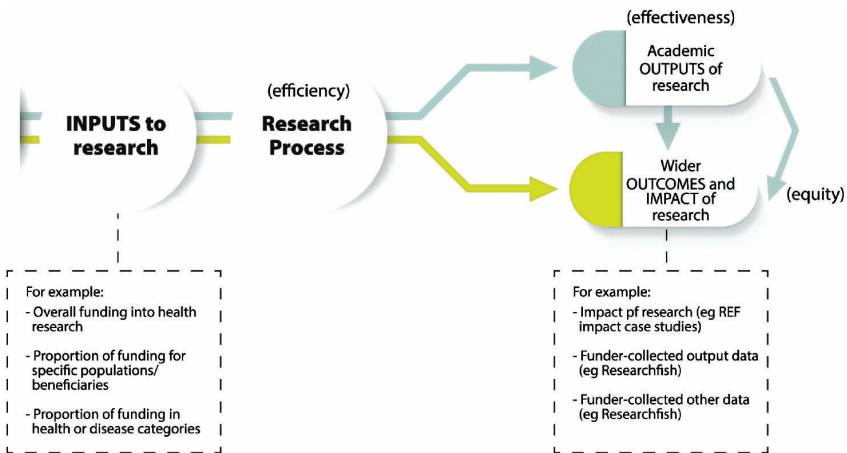 (effectiveness)
Academic
OUTPUTS of
research
(efficiency)
INPUTS to
research
Research
Process
Wider
OUTCOMES and
IMPACT of
research
(equity)
For example:
- Overall funding into health
research
- Proportion of funding for
specific populations/
beneficiaries
- Proportion of funding in
health or disease categories
For example:
- Impact pf research (eg REF
impact case studies)
- Funder-collected output data
(eg Researchfish)
- Funder-collected other data
(eg Researchfish)